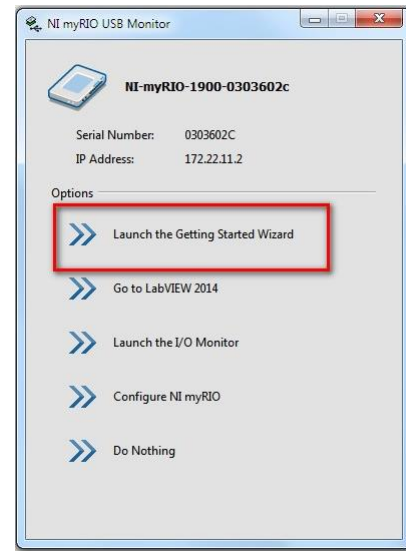 NI myRIO USB Monitor
NI-myRIO-1900-0303602c
Serial Number: 0303602C
IP Address: 172.22.11.2
Options
Launch the Getting Started Wizard
Go to LabVIEW 2014
Launch the I/O Monitor
Configure NI myRIO
Do Nothing